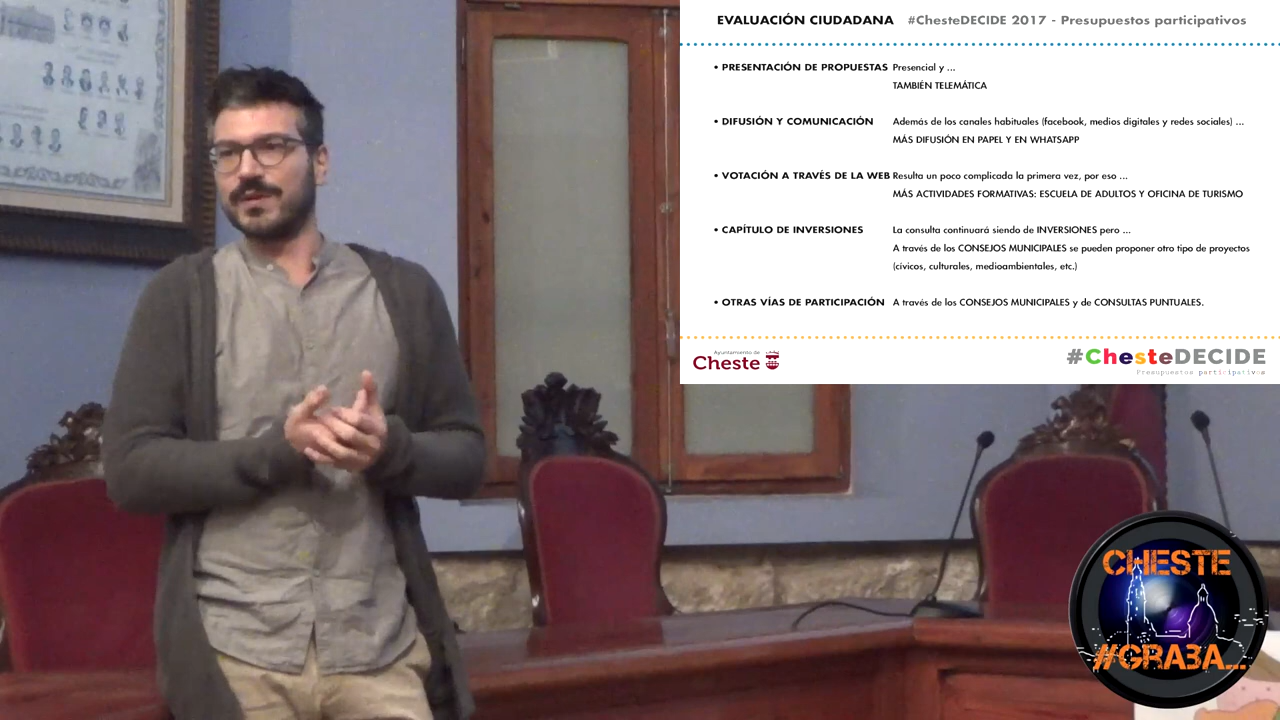 EVALUACIÓN CIUDADANA #ChesteDECIDE 2017 - Presupuestos participativos
• PRESENTACIÓN DE PROPUESTAS Presencial y ...
TAMBIÉN TELEMÁTICA
• DIFUSIÓN Y COMUNICACIÓN Además de los canales habituales (facebook, medios digitales y redes sociales) ...
MÁS DIFUSIÓN EN PAPEL Y EN WHATSAPP
• VOTACIÓN A TRAVÉS DE LA WEB Resulta un poco complicada la primera vez, por eso ...
MÁS ACTIVIDADES FORMATIVAS: ESCUELA DE ADULTOS Y OFICINA DE TURISMO
• CAPÍTULO DE INVERSIONES La consulta continuará siendo de INVERSIONES pero ...
A través de los CONSEJOS MUNICIPALES se pueden proponer otro tipo de proyectos
(cívicos, culturales, medioambientales, etc.)
• OTRAS VÍAS DE PARTICIPACIÓN A través de los CONSEJOS MUNICIPALES y de CONSULTAS PUNTUALES.
Ayuntamiento de
Cheste
#ChesteDECIDE
Presupuestos participativos
CHESTE
#GRABA...